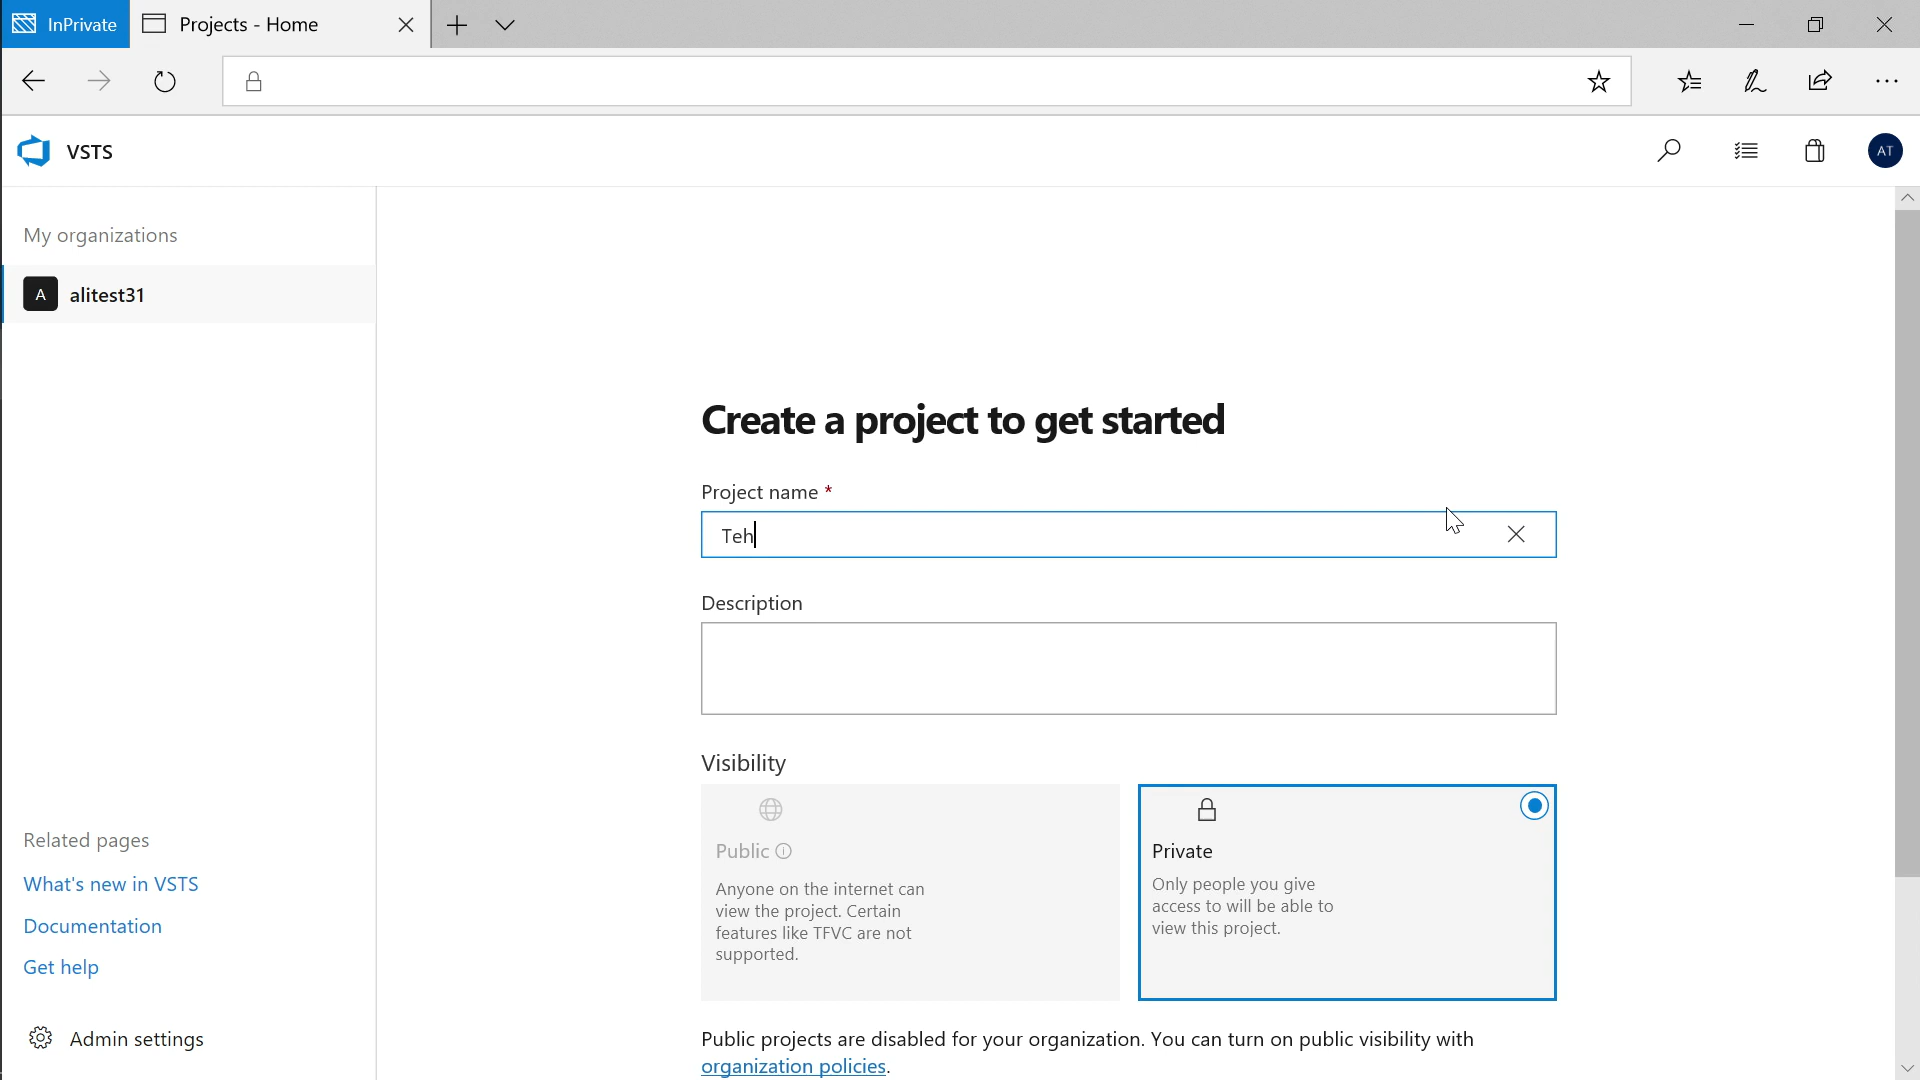 InPrivate
Projects - Home
VSTS
AT
My organizations
A
alitest31
Create a project to get started
Project name *
Teh
Description
Visibility
Public
Anyone on the internet can
view the project. Certain
features like TFVC are not
supported.
Private
Only people you give
access to will be able to
view this project.
Public projects are disabled for your organization. You can turn on public visibility with
organization policies.
Related pages
What's new in VSTS
Documentation
Get help
Admin settings